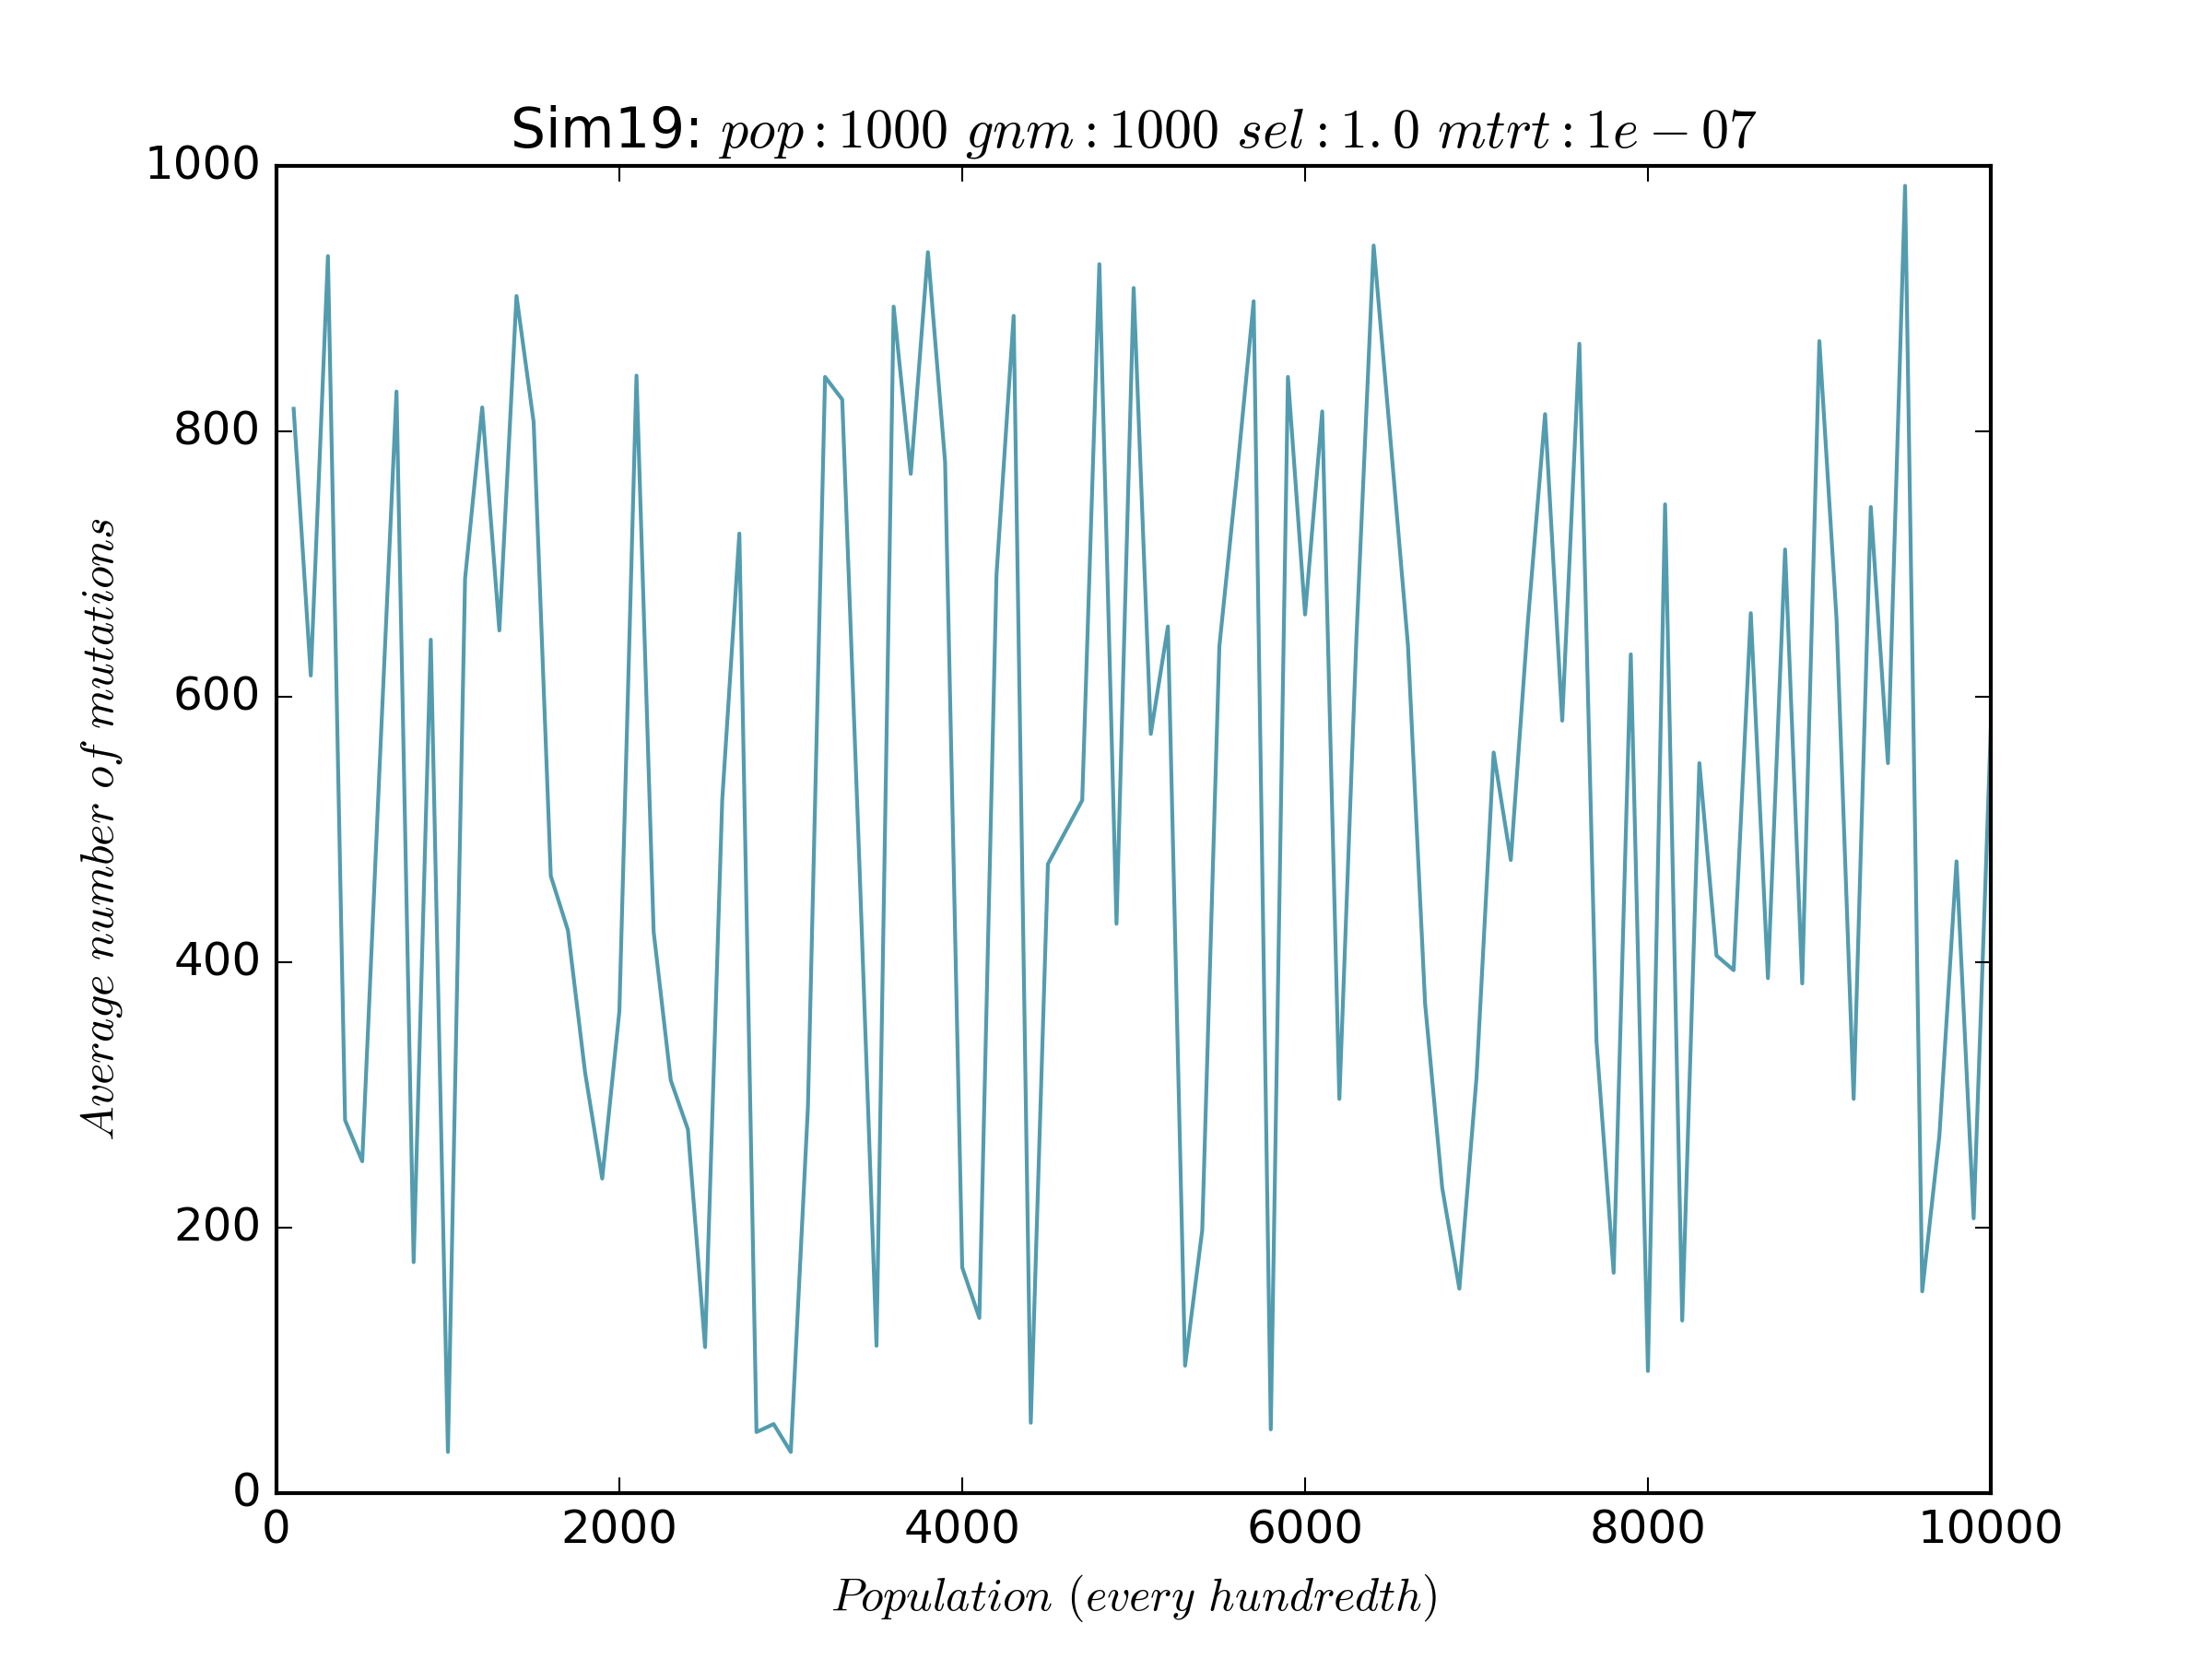 Sim19: pop : 1000 gnm : 1000 sel : 1.0 mtrt : 1e − 07
1000
800
600
400
200
0
Average number of mutations
0 2000 4000 6000 8000 10000
Population (every hundredth)